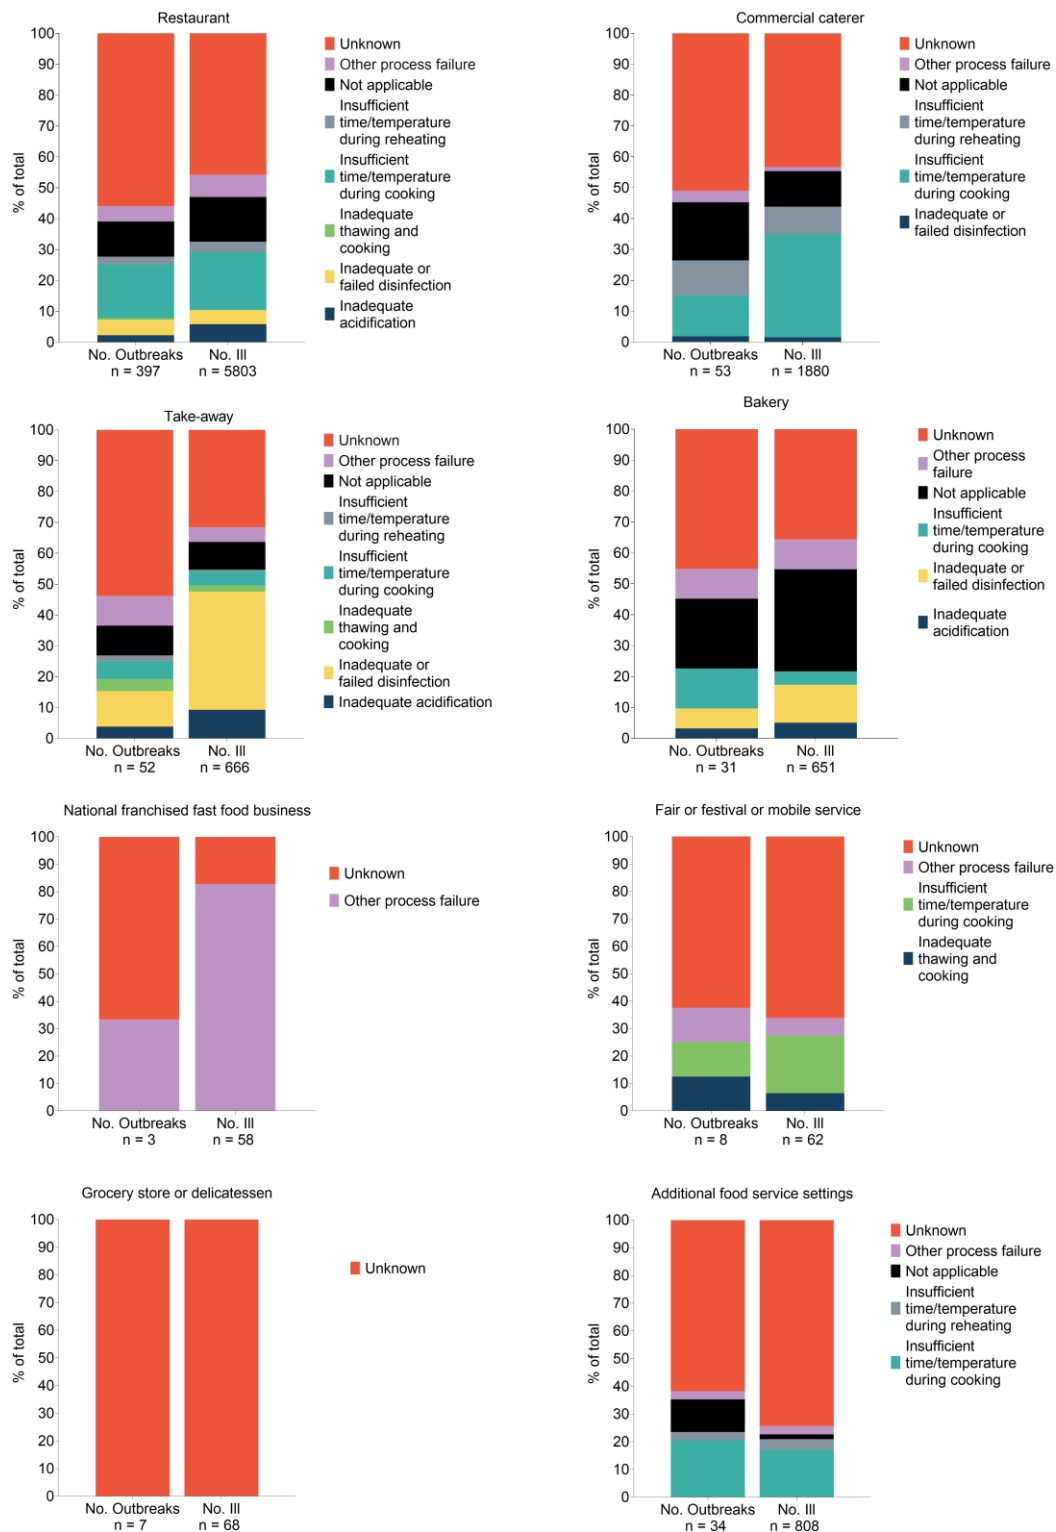 Restaurant
100
90
80
70
60
50
40
30
20
10
0
% of total
No. Outbreaks
n = 397
No. Ill
n = 5803
Unknown
Other process failure
Not applicable
Insufficient
time/temperature
during reheating
Insufficient
time/temperature
during cooking
Inadequate
thawing and
cooking
Inadequate or
failed disinfection
Inadequate
acidification
Commercial caterer
100
90
80
70
60
50
40
30
20
10
0
% of total
No. Outbreaks
n = 53
No. Ill
n = 1880
Unknown
Other process failure
Not applicable
Insufficient
time/temperature
during reheating
Insufficient
time/temperature
during cooking
Inadequate or
failed disinfection
Take-away
100
90
80
70
60
50
40
30
20
10
0
% of total
No. Outbreaks
n = 52
No. Ill
n = 666
Unknown
Other process failure
Not applicable
Insufficient
time/temperature
during reheating
Insufficient
time/temperature
during cooking
Inadequate
thawing and
cooking
Inadequate or
failed disinfection
Inadequate acidification
Bakery
100
90
80
70
60
50
40
30
20
10
0
% of total
No. Outbreaks
n = 31
No. Ill
n = 651
Unknown
Other process
failure
Not applicable
Insufficient
time/temperature
during cooking
Inadequate or
failed disinfection
Inadequate
acidification
National franchised fast food business
100
90
80
70
60
50
40
30
20
10
0
% of total
No. Outbreaks
n = 3
No. Ill
n = 58
Unknown
Other process failure
Fair or festival or mobile service
100
90
80
70
60
50
40
30
20
10
0
% of total
No. Outbreaks
n = 8
No. Ill
n = 62
Unknown
Other process failure
Insufficient
time/temperature
during cooking
Inadequate
thawing and
cooking
Grocery store or delicatessen
100
90
80
70
60
50
40
30
20
10
0
% of total
No. Outbreaks
n = 7
No. Ill
n = 68
Unknown
Additional food service settings
100
90
80
70
60
50
40
30
20
10
0
% of total
No. Outbreaks
n = 34
No. Ill
n = 808
Unknown
Other process failure
Not applicable
Insufficient
time/temperature
during reheating
Insufficient
time/temperature
during cooking